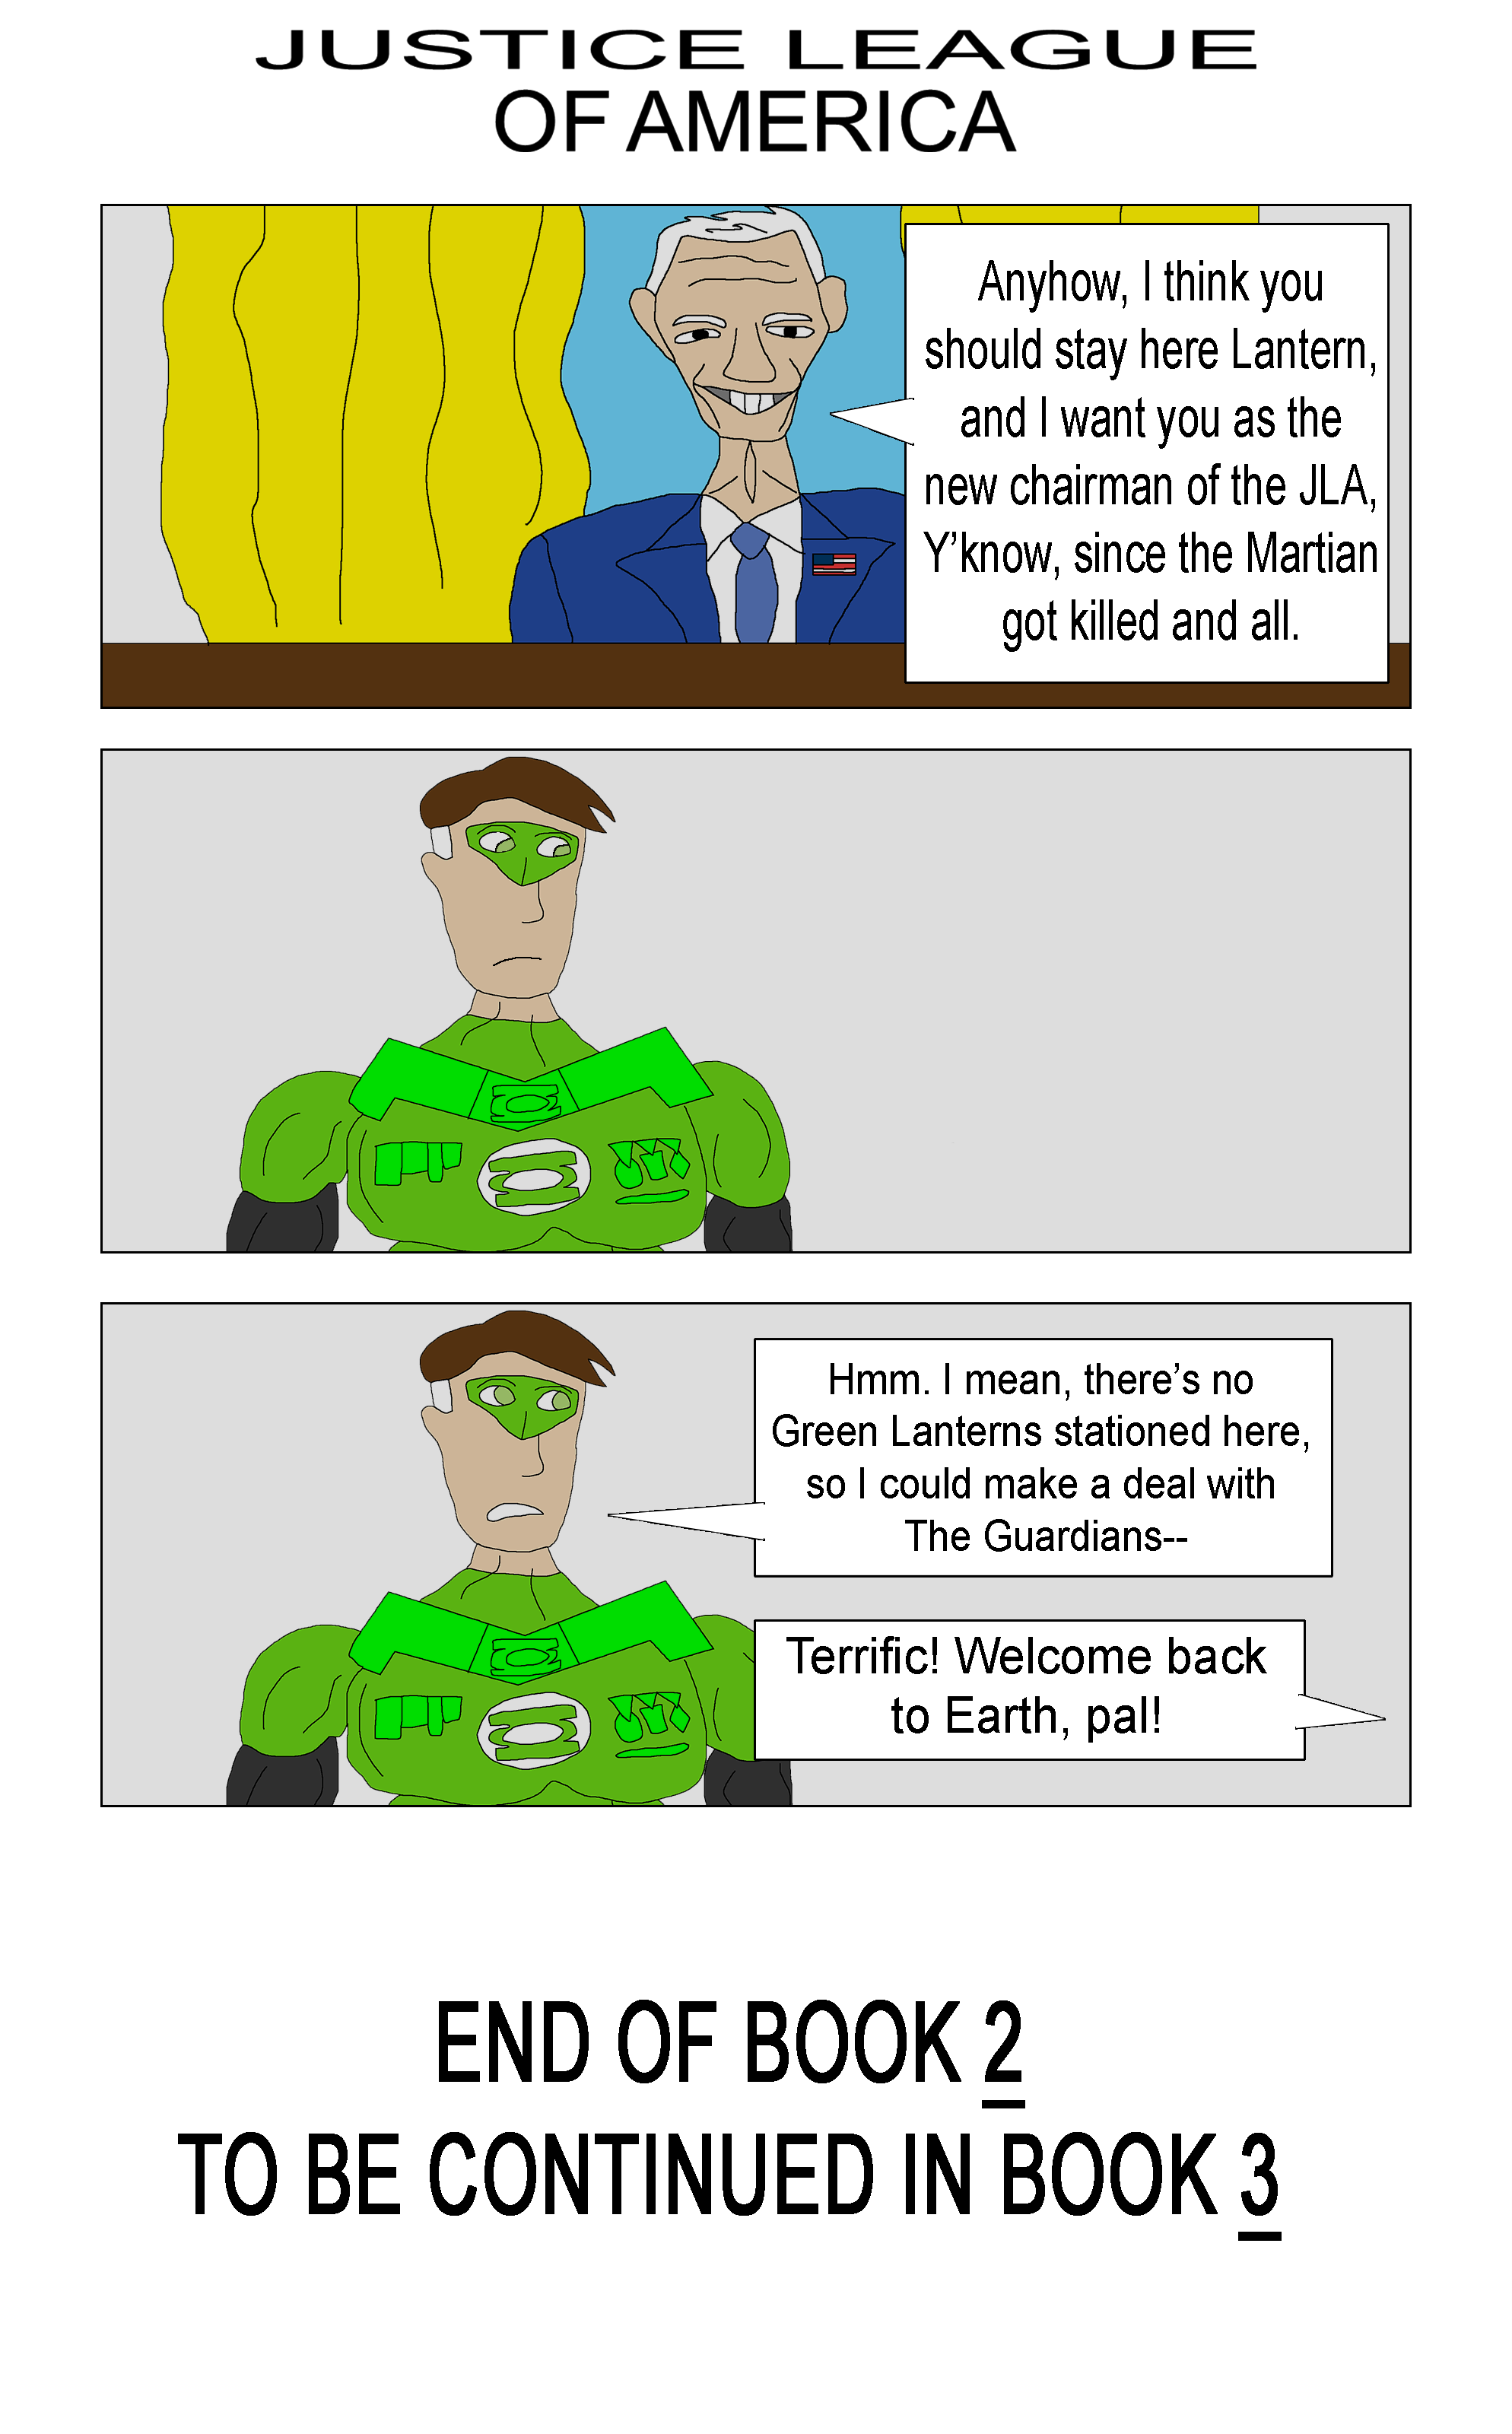 JUSTICE LEAGUE
OF AMERICA
Anyhow, I think you
should stay here Lantern,
and I want you as the
new chairman of the JLA,
Y'know, since the Martian
got killed and all.
Hmm. I mean, there's no
Green Lanterns stationed here,
so I could make a deal with
The Guardians--
Terrific! Welcome back
to Earth, pal!
END OF BOOK 2
TO BE CONTINUED IN BOOK 3